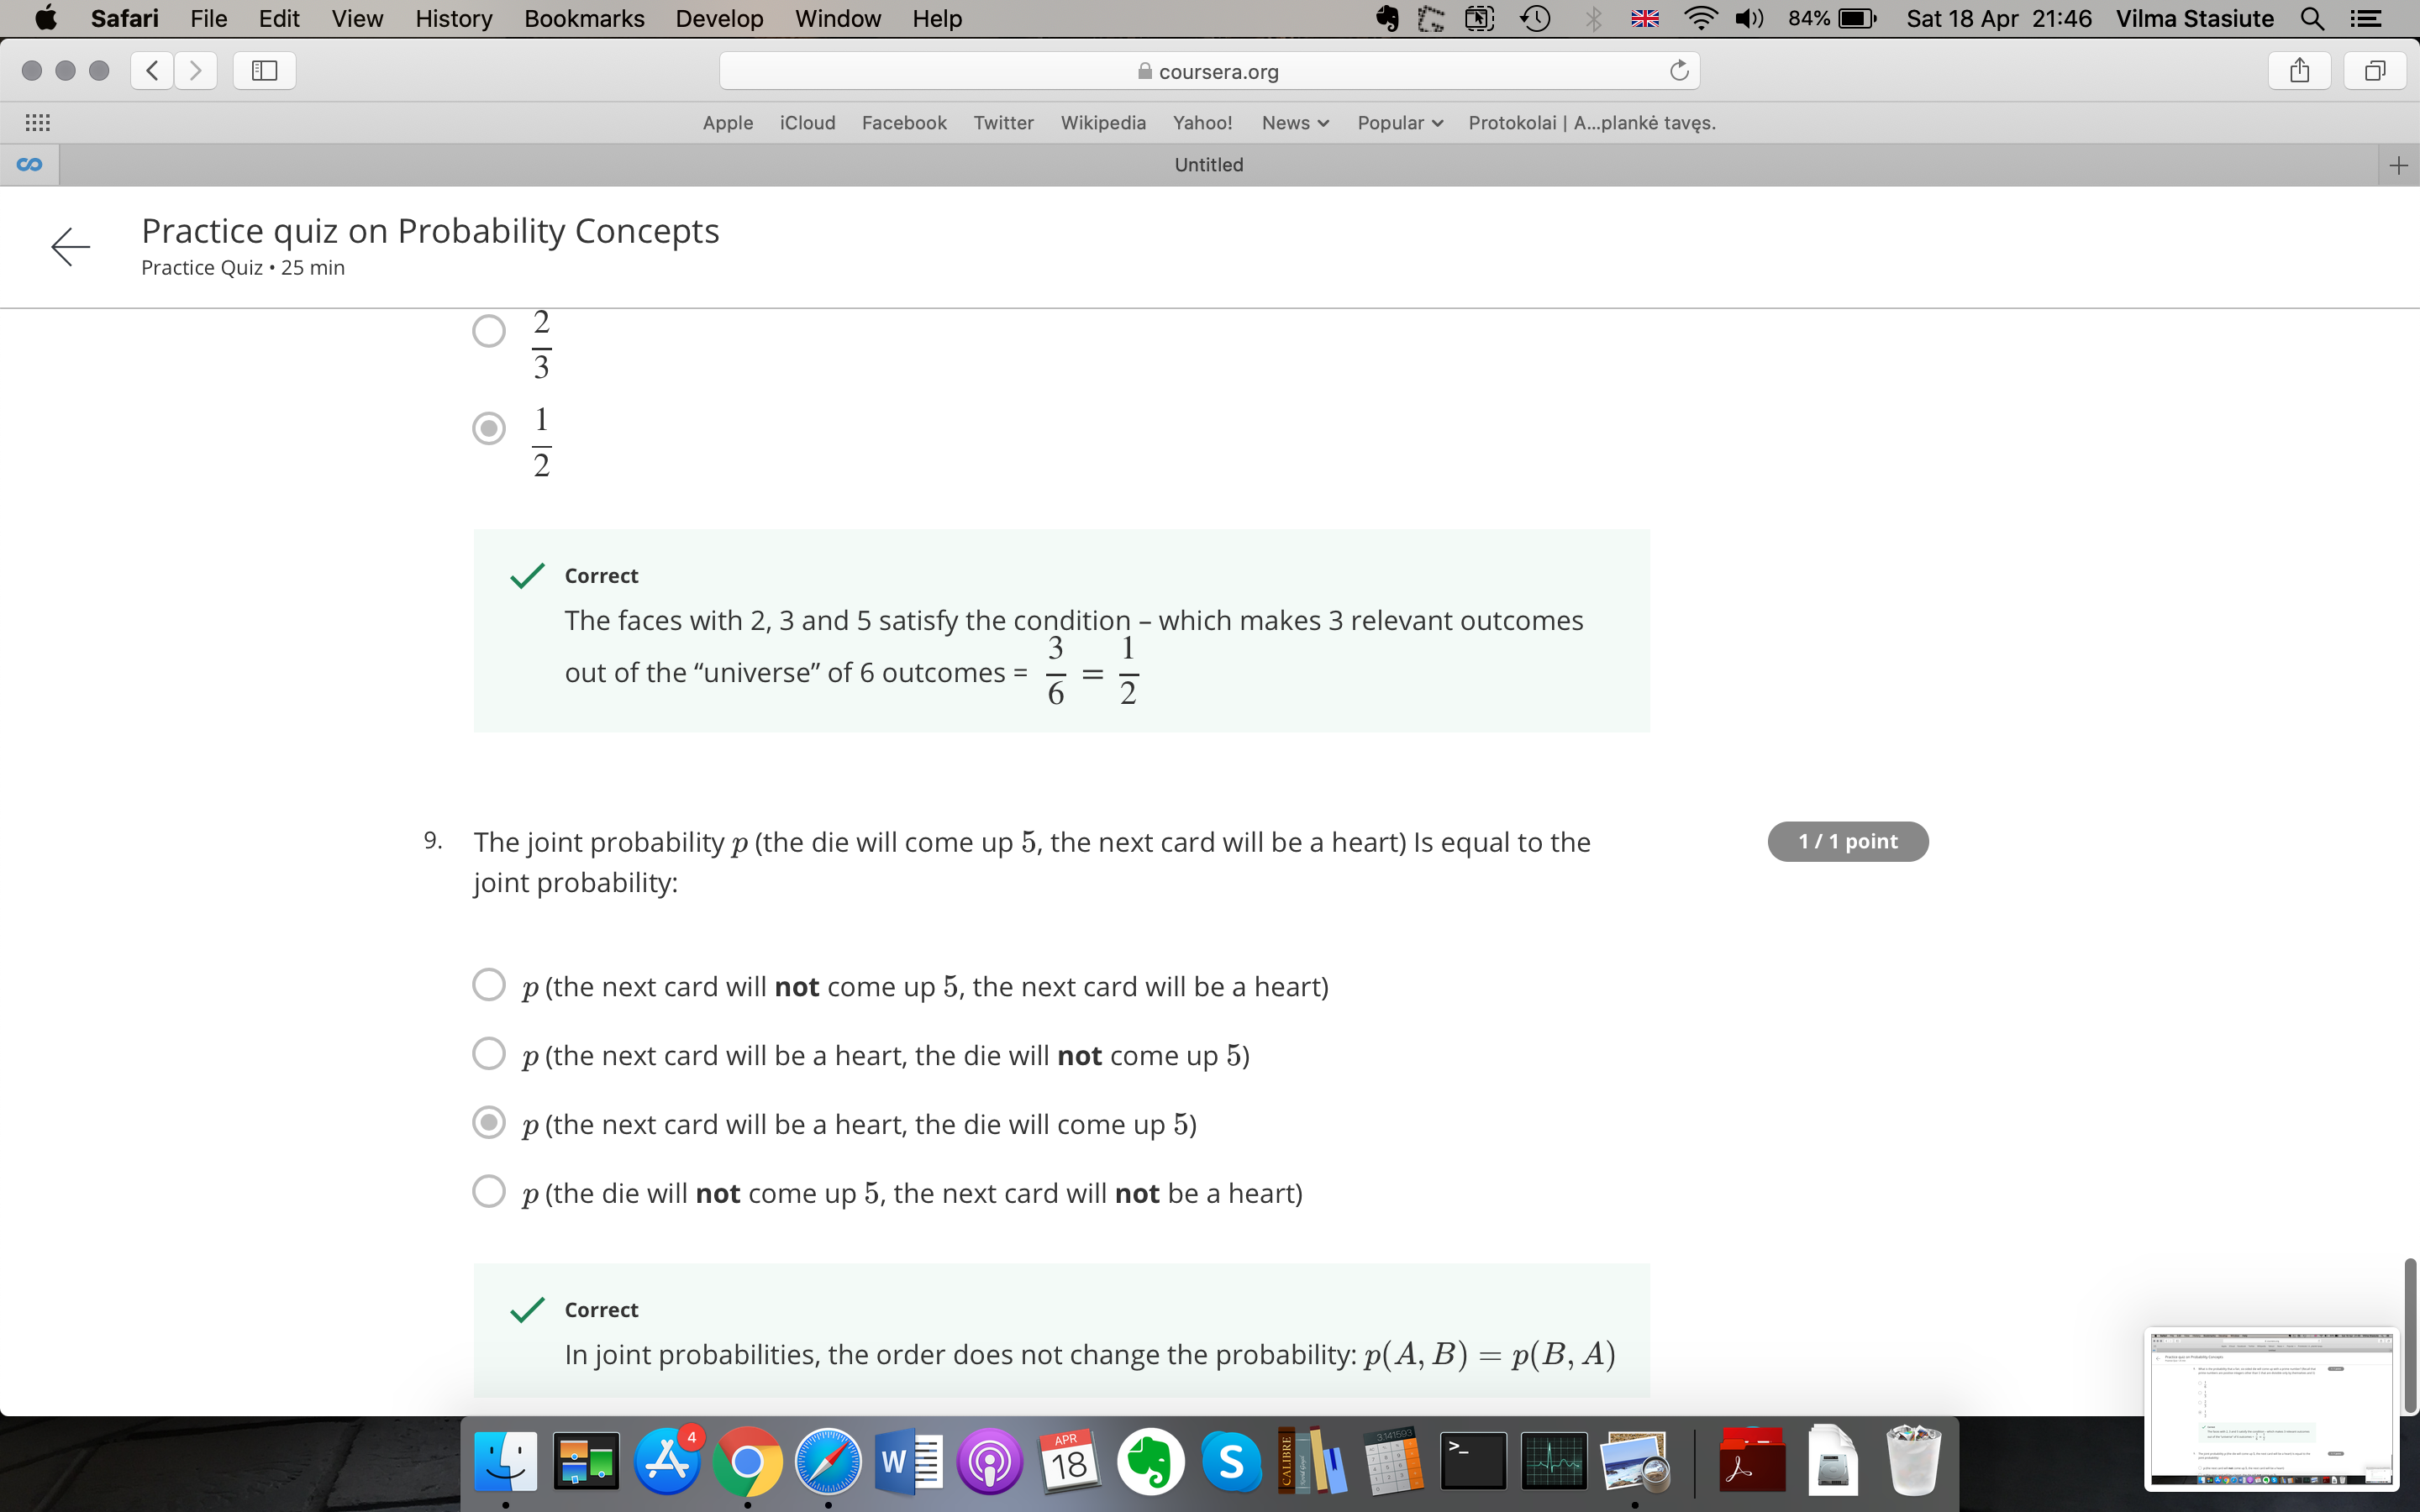 Safari File Edit View History Bookmarks Develop Window Help 84% Sat 18 Apr 21:46 Vilma Stasiute
coursera.org
Apple iCloud Facebook Twitter Wikipedia Yahoo! News Popular Protokolai | A...plankė tavęs.
Untitled
Practice quiz on Probability Concepts
Practice Quiz • 25 min
2/3
1/2
Correct
The faces with 2, 3 and 5 satisfy the condition – which makes 3 relevant outcomes
out of the “universe” of 6 outcomes = 3/6 = 1/2
9. The joint probability p (the die will come up 5, the next card will be a heart) Is equal to the 1 / 1 point
joint probability:
p (the next card will not come up 5, the next card will be a heart)
p (the next card will be a heart, the die will not come up 5)
p (the next card will be a heart, the die will come up 5)
p (the die will not come up 5, the next card will not be a heart)
Correct
In joint probabilities, the order does not change the probability: p(A, B) = p(B, A)
4
W
APR
18
S
CALIBRE
3.141593
>_